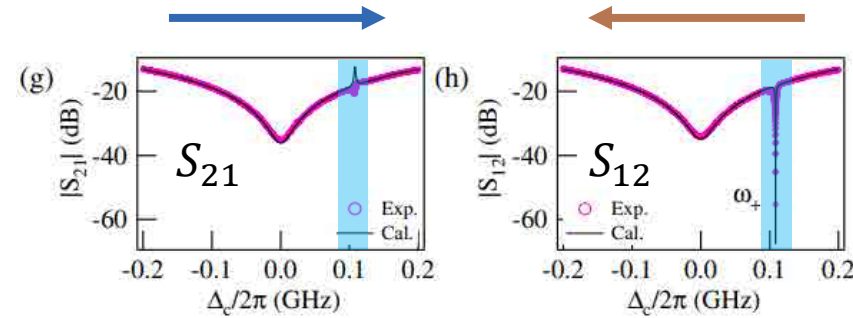 (g)
|S₂₁| (dB)
-20
-40
-60
S₂₁
Exp.
Cal.
-0.2 -0.1 0.0 0.1 0.2
Δc/2π (GHz)
(h)
|S₁₂| (dB)
-20
-40
-60
S₁₂
ω₊
Exp.
Cal.
-0.2 -0.1 0.0 0.1 0.2
Δc/2π (GHz)